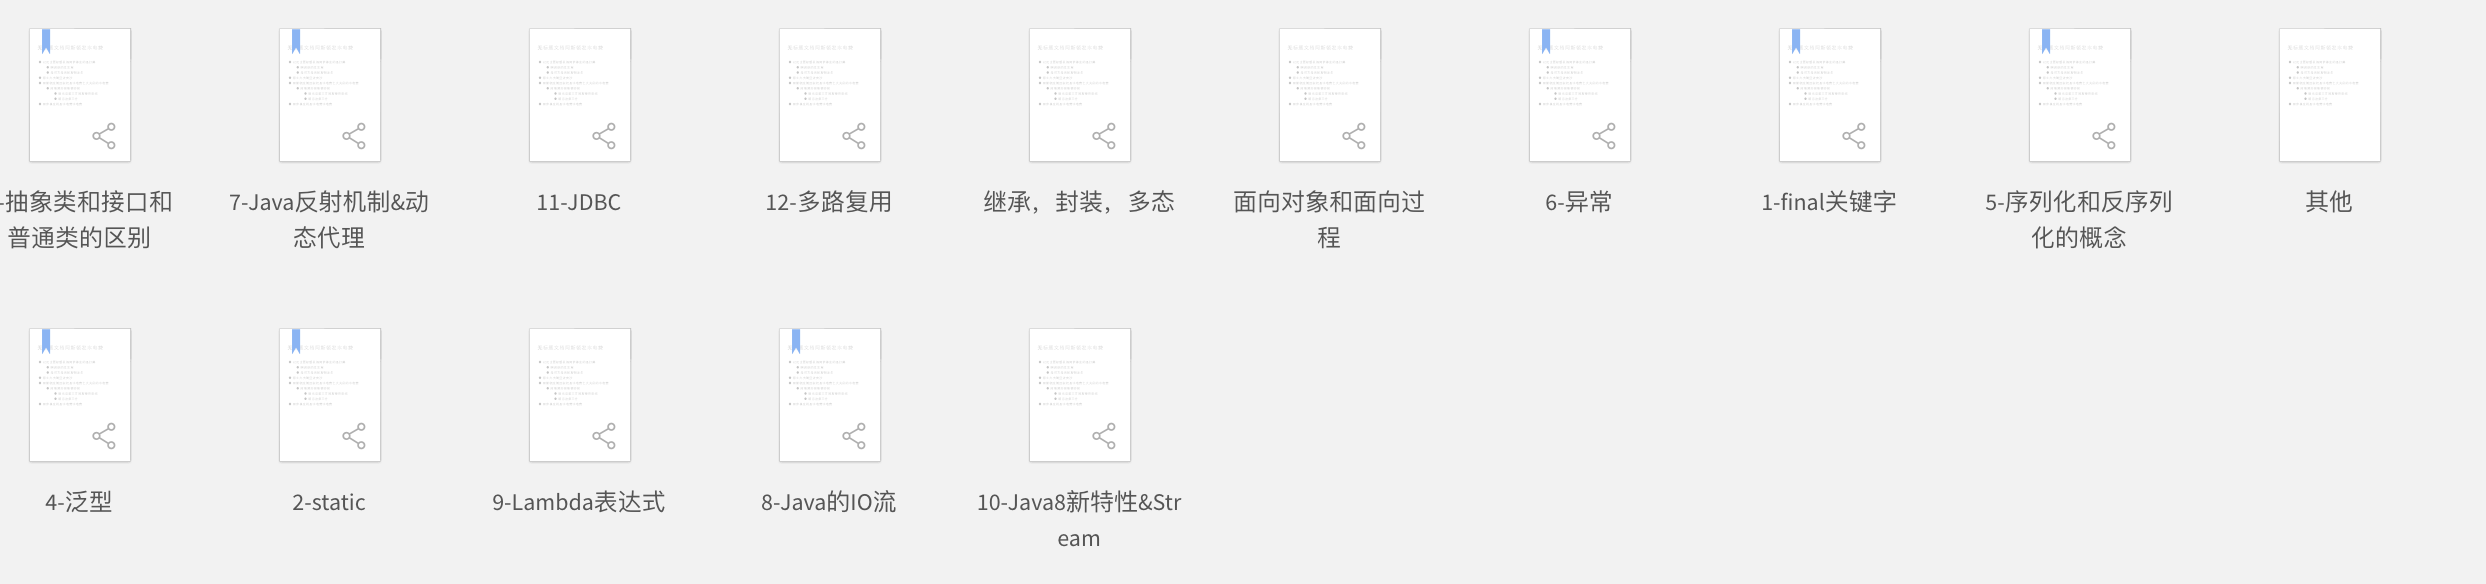 -抽象类和接口和
普通类的区别
7-Java反射机制&动
态代理
11-JDBC
12-多路复用
继承，封装，多态
面向对象和面向过
程
6-异常
1-final关键字
5-序列化和反序列
化的概念
其他
4-泛型
2-static
9-Lambda表达式
8-Java的IO流
10-Java8新特性&Str
eam